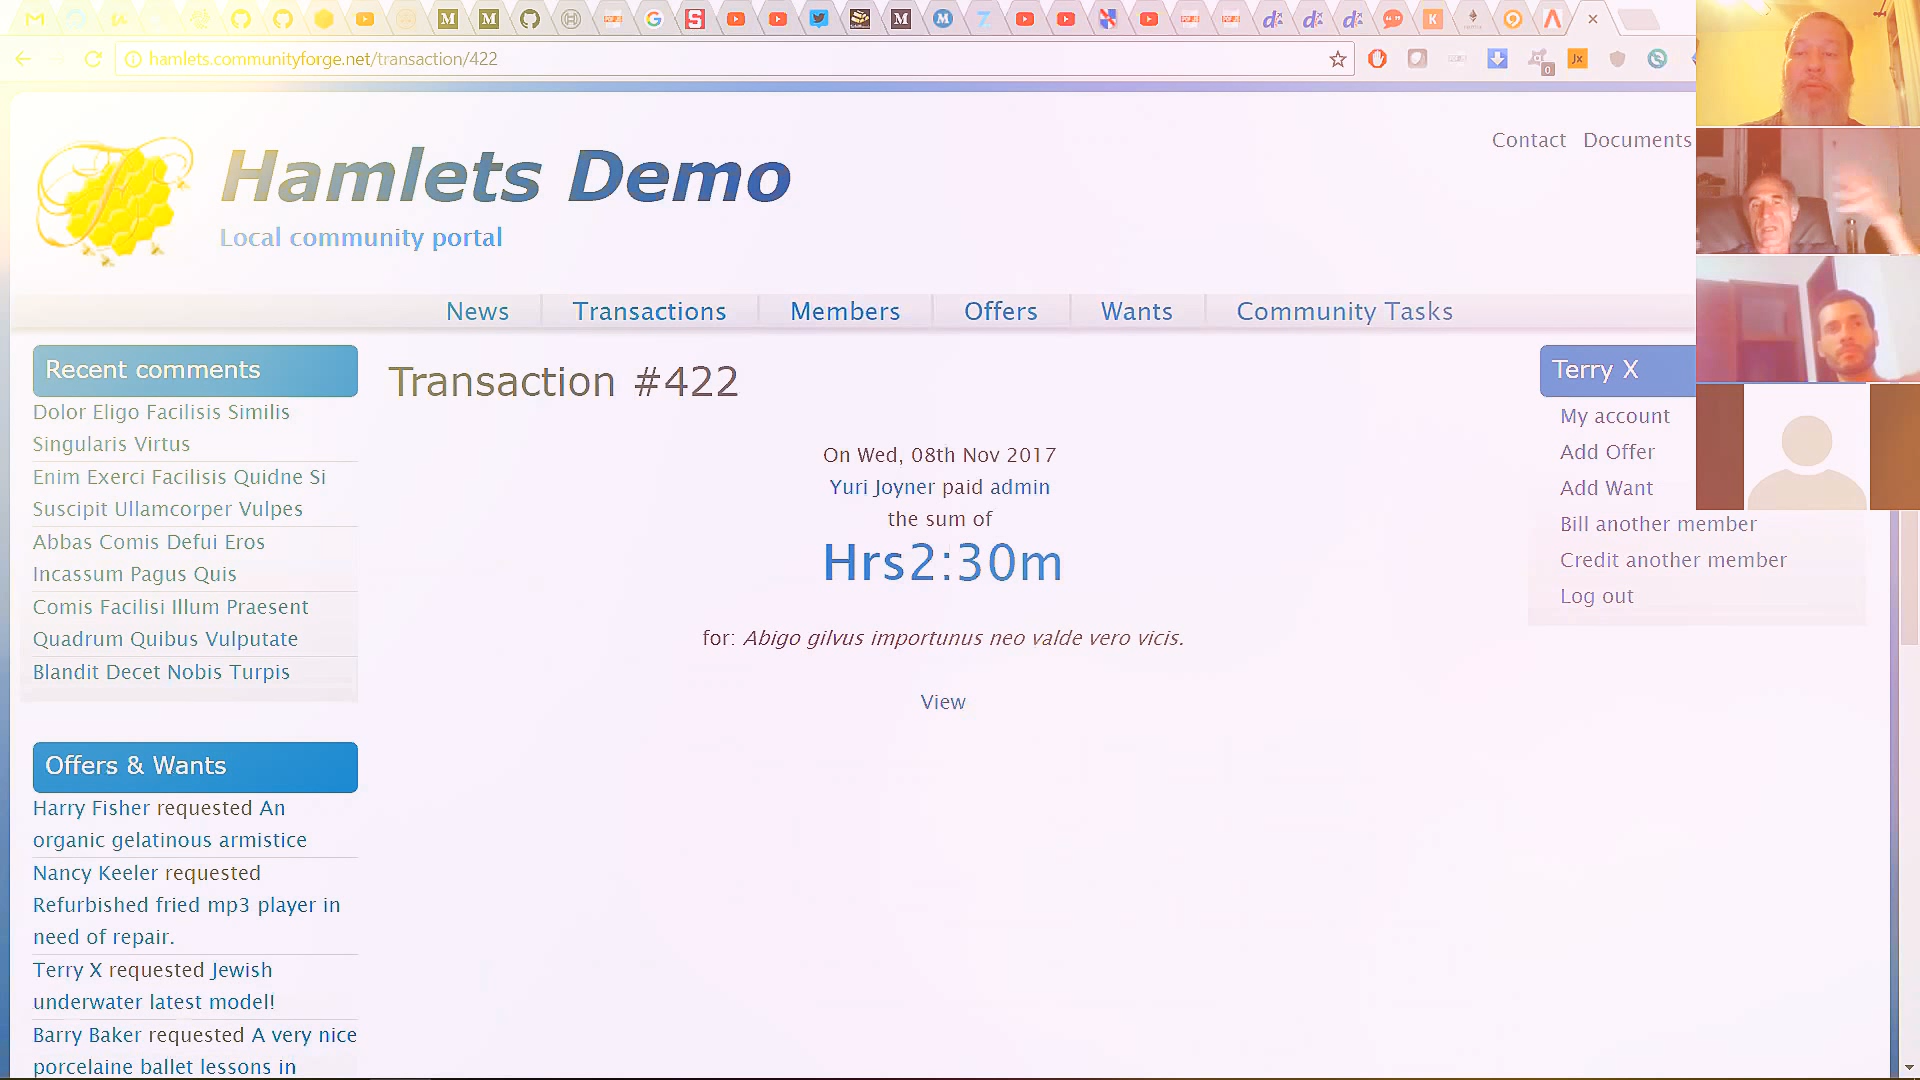 hamlets.communityforge.net/transaction/422
Hamlets Demo
Local community portal
Contact Documents
News Transactions Members Offers Wants Community Tasks
Recent comments
Dolor Eligo Facilisis Similis
Singularis Virtus
Enim Exerci Facilisis Quidne Si
Suscipit Ullamcorper Vulpes
Abbas Comis Defui Eros
Incassum Pagus Quis
Comis Facilisi Illum Praesent
Quadrum Quibus Vulputate
Blandit Decet Nobis Turpis
Offers & Wants
Harry Fisher requested An
organic gelatinous armistice
Nancy Keeler requested
Refurbished fried mp3 player in
need of repair.
Terry X requested Jewish
underwater latest model!
Barry Baker requested A very nice
porcelaine ballet lessons in
Transaction #422
On Wed, 08th Nov 2017
Yuri Joyner paid admin
the sum of
Hrs2:30m
for: Abigo gilvus importunus neo valde vero vicis.
View
Terry X
My account
Add Offer
Add Want
Bill another member
Credit another member
Log out